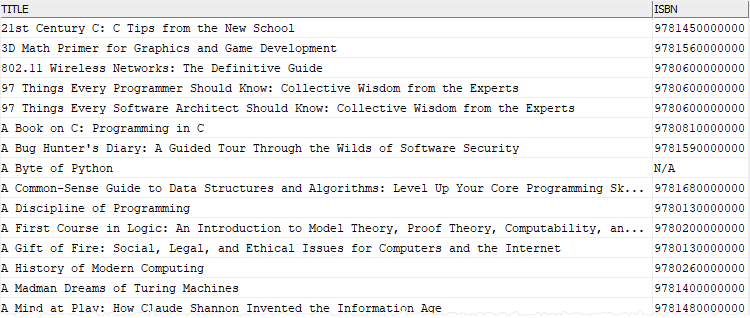 TITLE ISBN
21st Century C: C Tips from the New School 9781450000000
3D Math Primer for Graphics and Game Development 9781560000000
802.11 Wireless Networks: The Definitive Guide 9780600000000
97 Things Every Programmer Should Know: Collective Wisdom from the Experts 9780600000000
97 Things Every Software Architect Should Know: Collective Wisdom from the Experts 9780600000000
A Book on C: Programming in C 9780810000000
A Bug Hunter's Diary: A Guided Tour Through the Wilds of Software Security 9781590000000
A Byte of Python N/A
A Common-Sense Guide to Data Structures and Algorithms: Level Up Your Core Programming Sk... 9781680000000
A Discipline of Programming 9780130000000
A First Course in Logic: An Introduction to Model Theory, Proof Theory, Computability, an... 9780200000000
A Gift of Fire: Social, Legal, and Ethical Issues for Computers and the Internet 9780130000000
A History of Modern Computing 9780260000000
A Madman Dreams of Turing Machines 9781400000000
A Mind at Play: How Claude Shannon Invented the Information Age 9781480000000